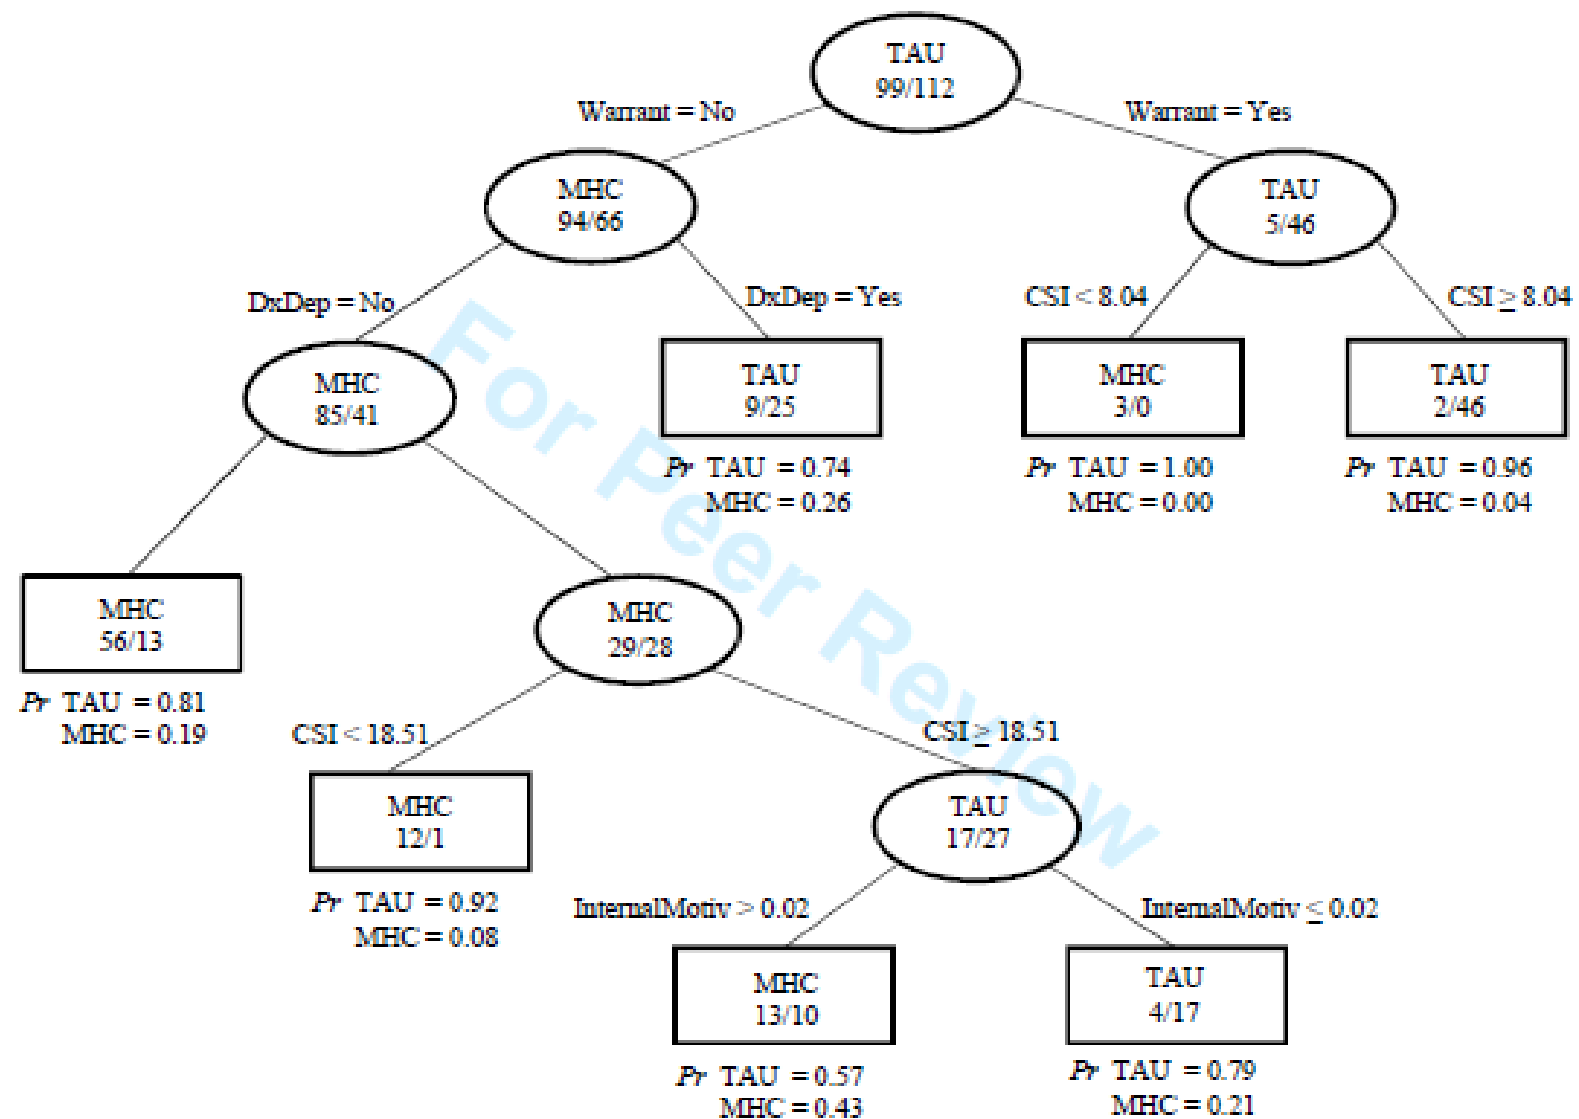 TAU
99/112
Warrant = No
Warrant = Yes
MHC
94/66
TAU
5/46
DxDep = No
DxDep = Yes
CSI < 8.04
CSI ≥ 8.04
MHC
85/41
TAU
9/25
MHC
3/0
TAU
2/46
Pr TAU = 0.74
MHC = 0.26
Pr TAU = 1.00
MHC = 0.00
Pr TAU = 0.96
MHC = 0.04
MHC
56/13
MHC
29/28
Pr TAU = 0.81
MHC = 0.19
CSI < 18.51
CSI ≥ 18.51
MHC
12/1
TAU
17/27
Pr TAU = 0.92
MHC = 0.08
InternalMotiv > 0.02
InternalMotiv ≤ 0.02
MHC
13/10
TAU
4/17
Pr TAU = 0.57
MHC = 0.43
Pr TAU = 0.79
MHC = 0.21
For Peer Review